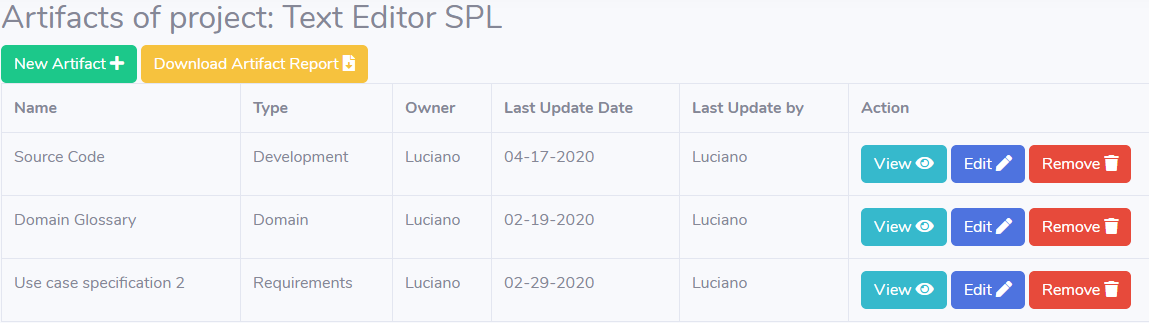 Artifacts of project: Text Editor SPL
New Artifact Download Artifact Report
Name Type Owner Last Update Date Last Update by Action
Source Code Development Luciano 04-17-2020 Luciano View Edit Remove
Domain Glossary Domain Luciano 02-19-2020 Luciano View Edit Remove
Use case specification 2 Requirements Luciano 02-29-2020 Luciano View Edit Remove